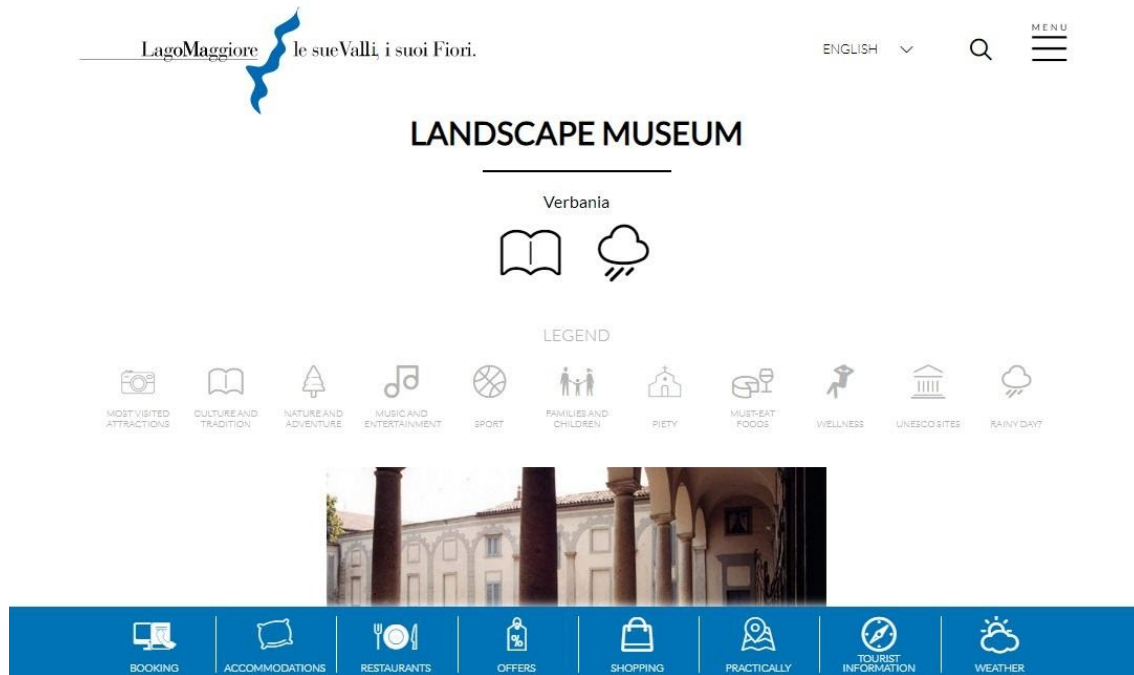 LagoMaggiore le sueValli, i suoi Fiori.
ENGLISH
MENU
LANDSCAPE MUSEUM
Verbania
LEGEND
MOST VISITED
ATTRACTIONS
CULTURE AND
TRADITION
NATURE AND
ADVENTURE
MUSIC AND
ENTERTAINMENT
SPORT
FAMILIES AND
CHILDREN
PIETY
MUST-EAT
FOODS
WELLNESS
UNESCO SITES
RAINY DAY?
BOOKING
ACCOMMODATIONS
RESTAURANTS
%
OFFERS
SHOPPING
PRACTICALLY
TOURIST
INFORMATION
WEATHER